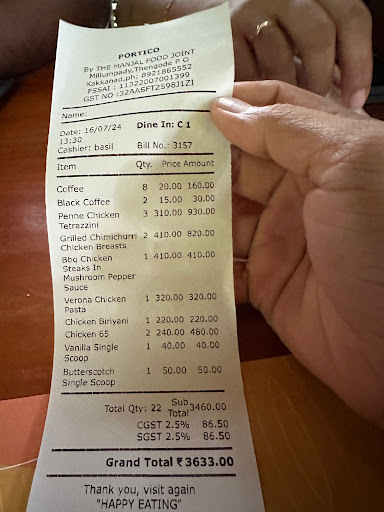 PORTICO
By THE MANJAL FOOD JOINT
Millumpady,Thengode P O
Kakkanad,ph: 8921865552
FSSAI : 11322007001399
GST NO :32AASFT2598J1ZI
Name:
Date: 16/07/24 Dine In: C 1
13:30
Cashier: basil Bill No.: 3157
Item Qty. Price Amount
Coffee 8 20.00 160.00
Black Coffee 2 15.00 30.00
Penne Chicken 3 310.00 930.00
Tetrazzini
Grilled Chimichurri 2 410.00 820.00
Chicken Breasts
Bbq Chicken 1 410.00 410.00
Steaks In
Mushroom Pepper
Sauce
Verona Chicken 1 320.00 320.00
Pasta
Chicken Biriyani 1 220.00 220.00
Chicken 65 2 240.00 480.00
Vanilla Single 1 40.00 40.00
Scoop
Butterscotch 1 50.00 50.00
Single Scoop
Total Qty: 22 Sub Total 3460.00
CGST 2.5% 86.50
SGST 2.5% 86.50
Grand Total ₹ 3633.00
Thank you, visit again
"HAPPY EATING"